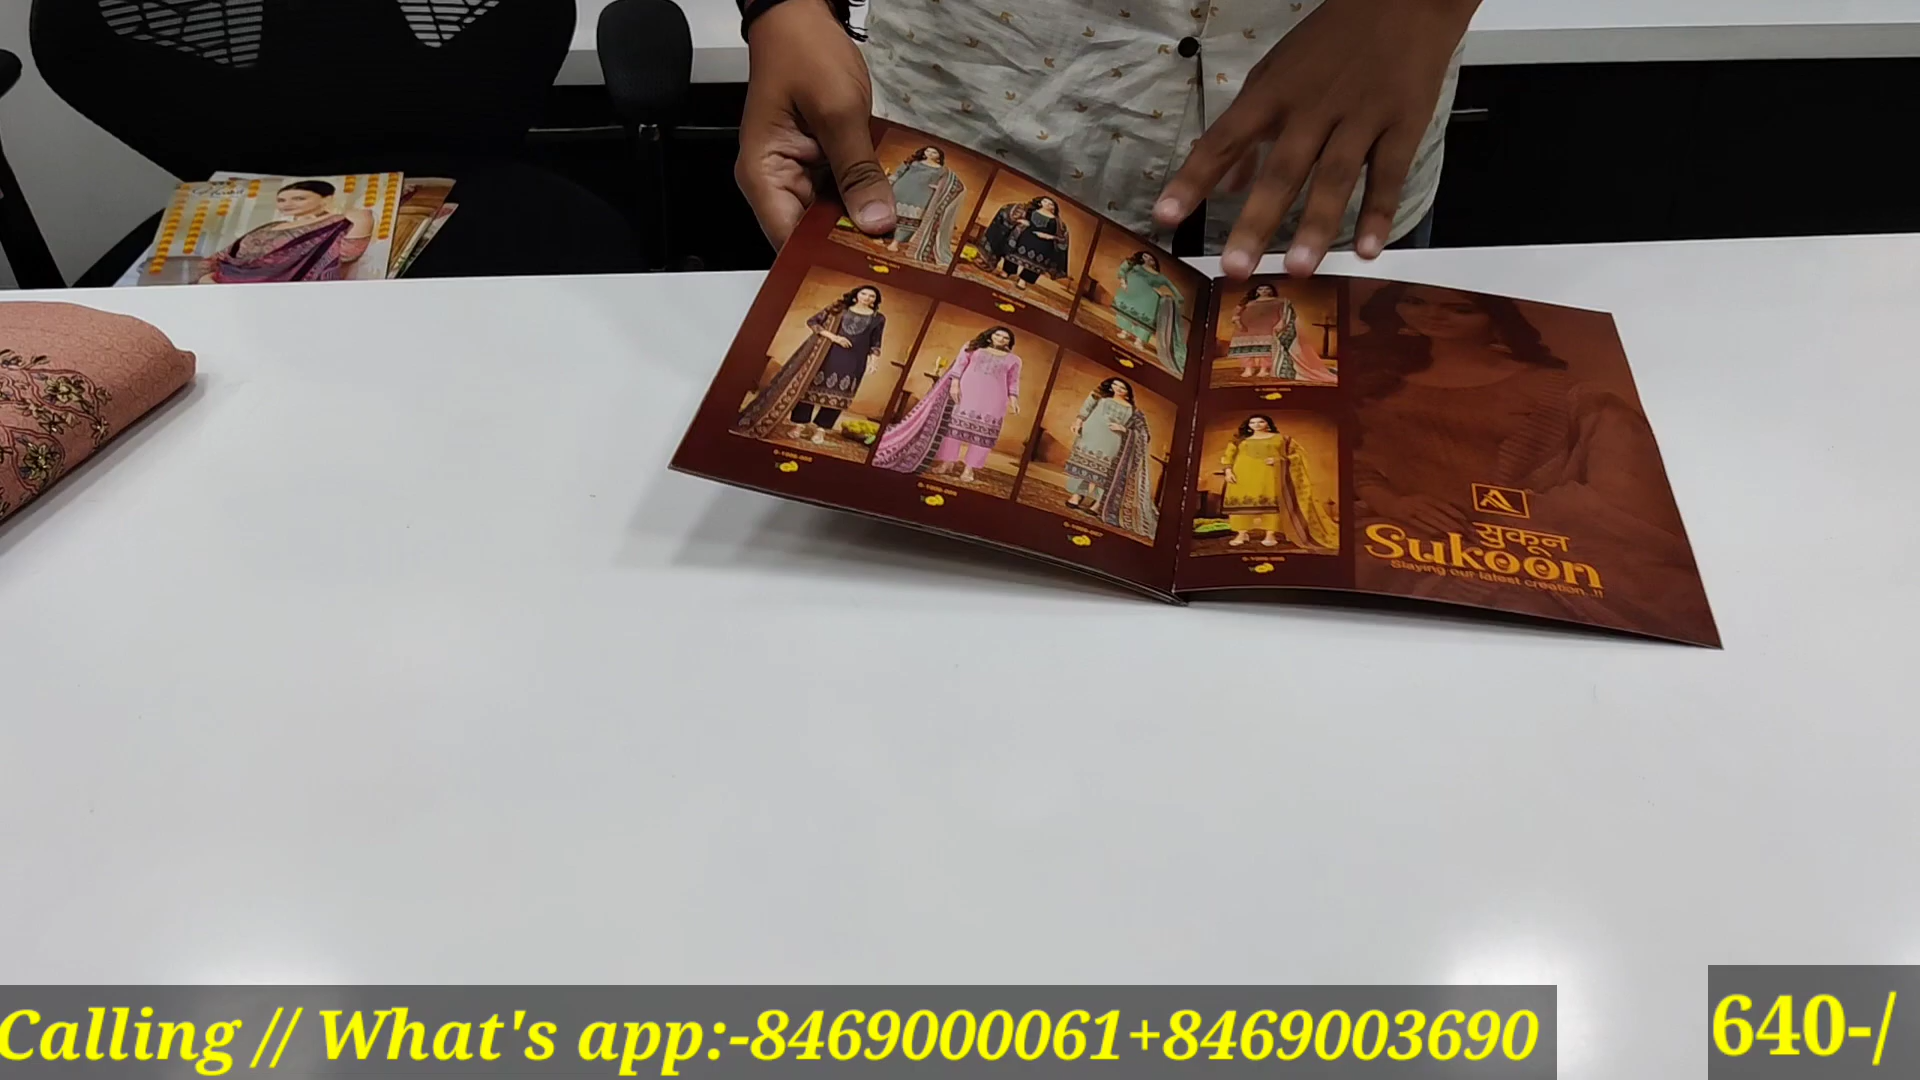 सुकून
Sukoon
Slaying our latest creation..!!
Calling // What's app:-8469000061+8469003690
640-/